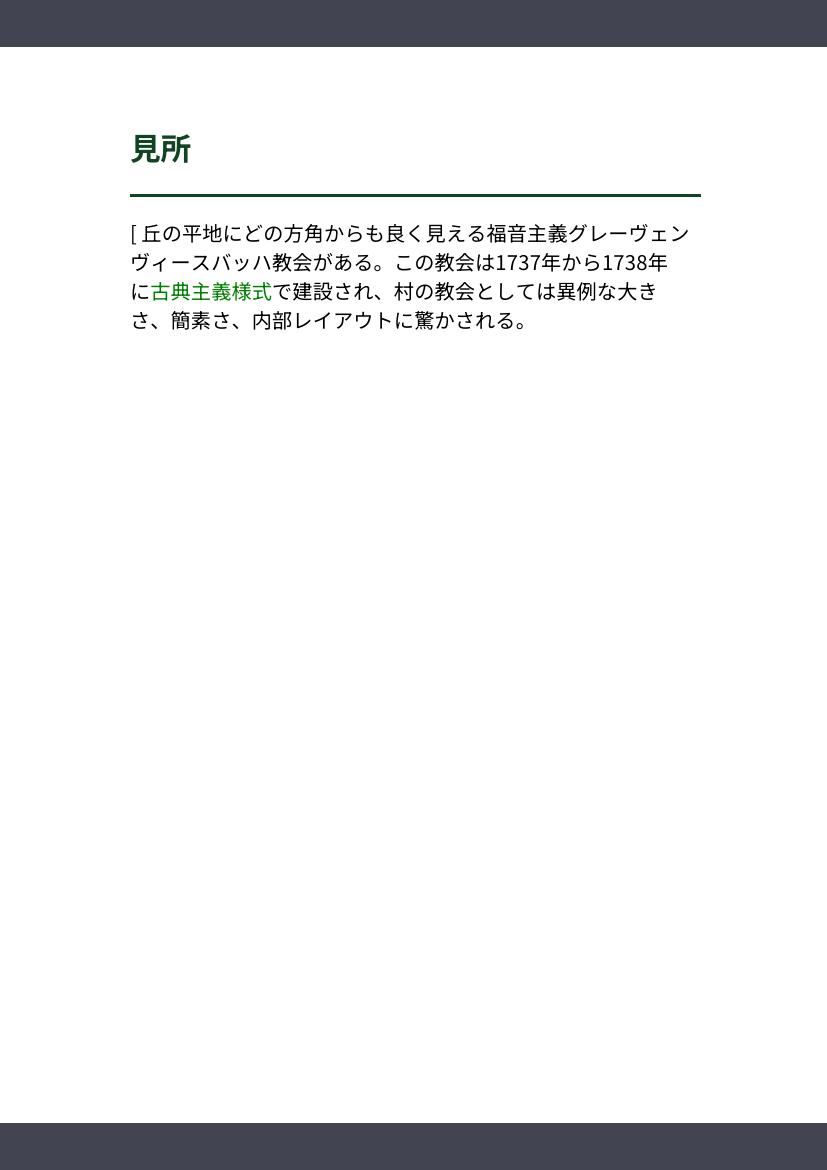 見所
[ 丘の平地にどの方角からも良く見える福音主義グレーヴェン
ヴィースバッハ教会がある。この教会は1737年から1738年
に古典主義様式で建設され、村の教会としては異例な大き
さ、簡素さ、内部レイアウトに驚かされる。